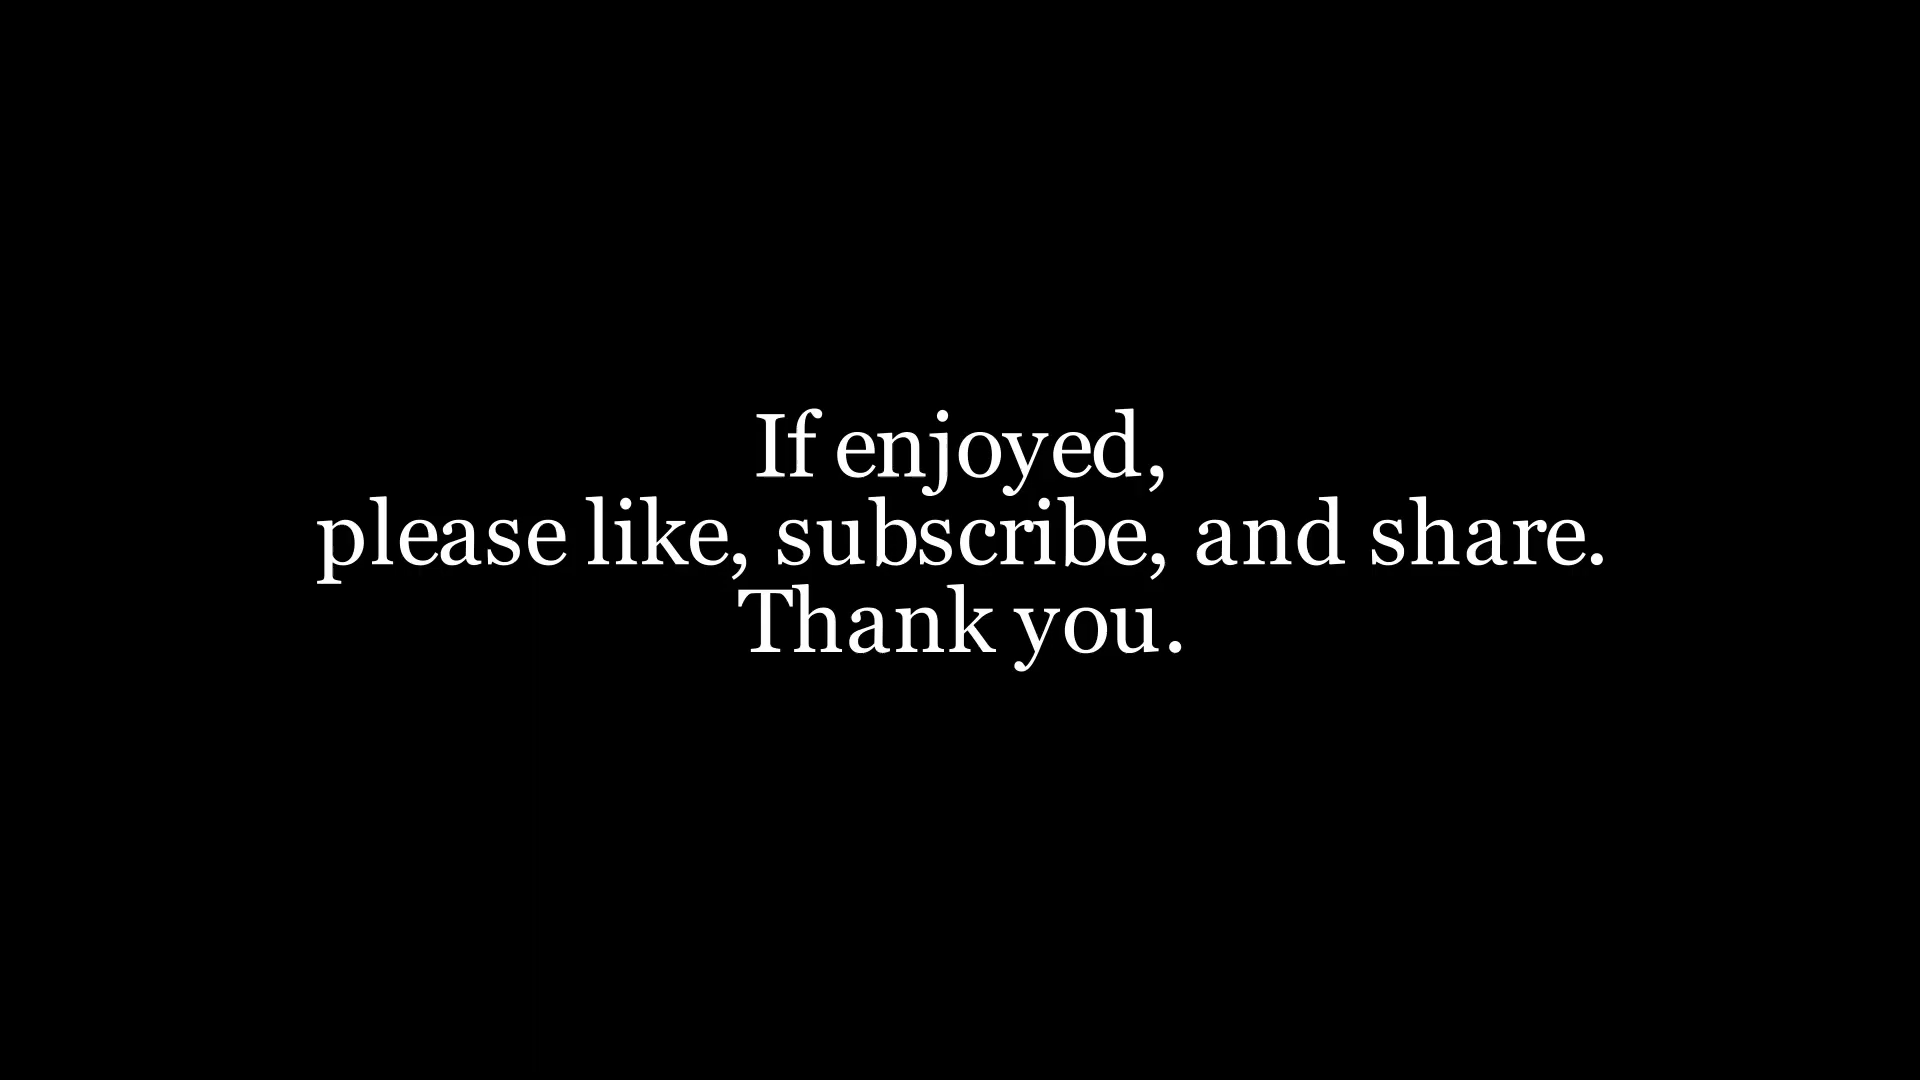 If enjoyed,
please like, subscribe, and share.
Thank you.